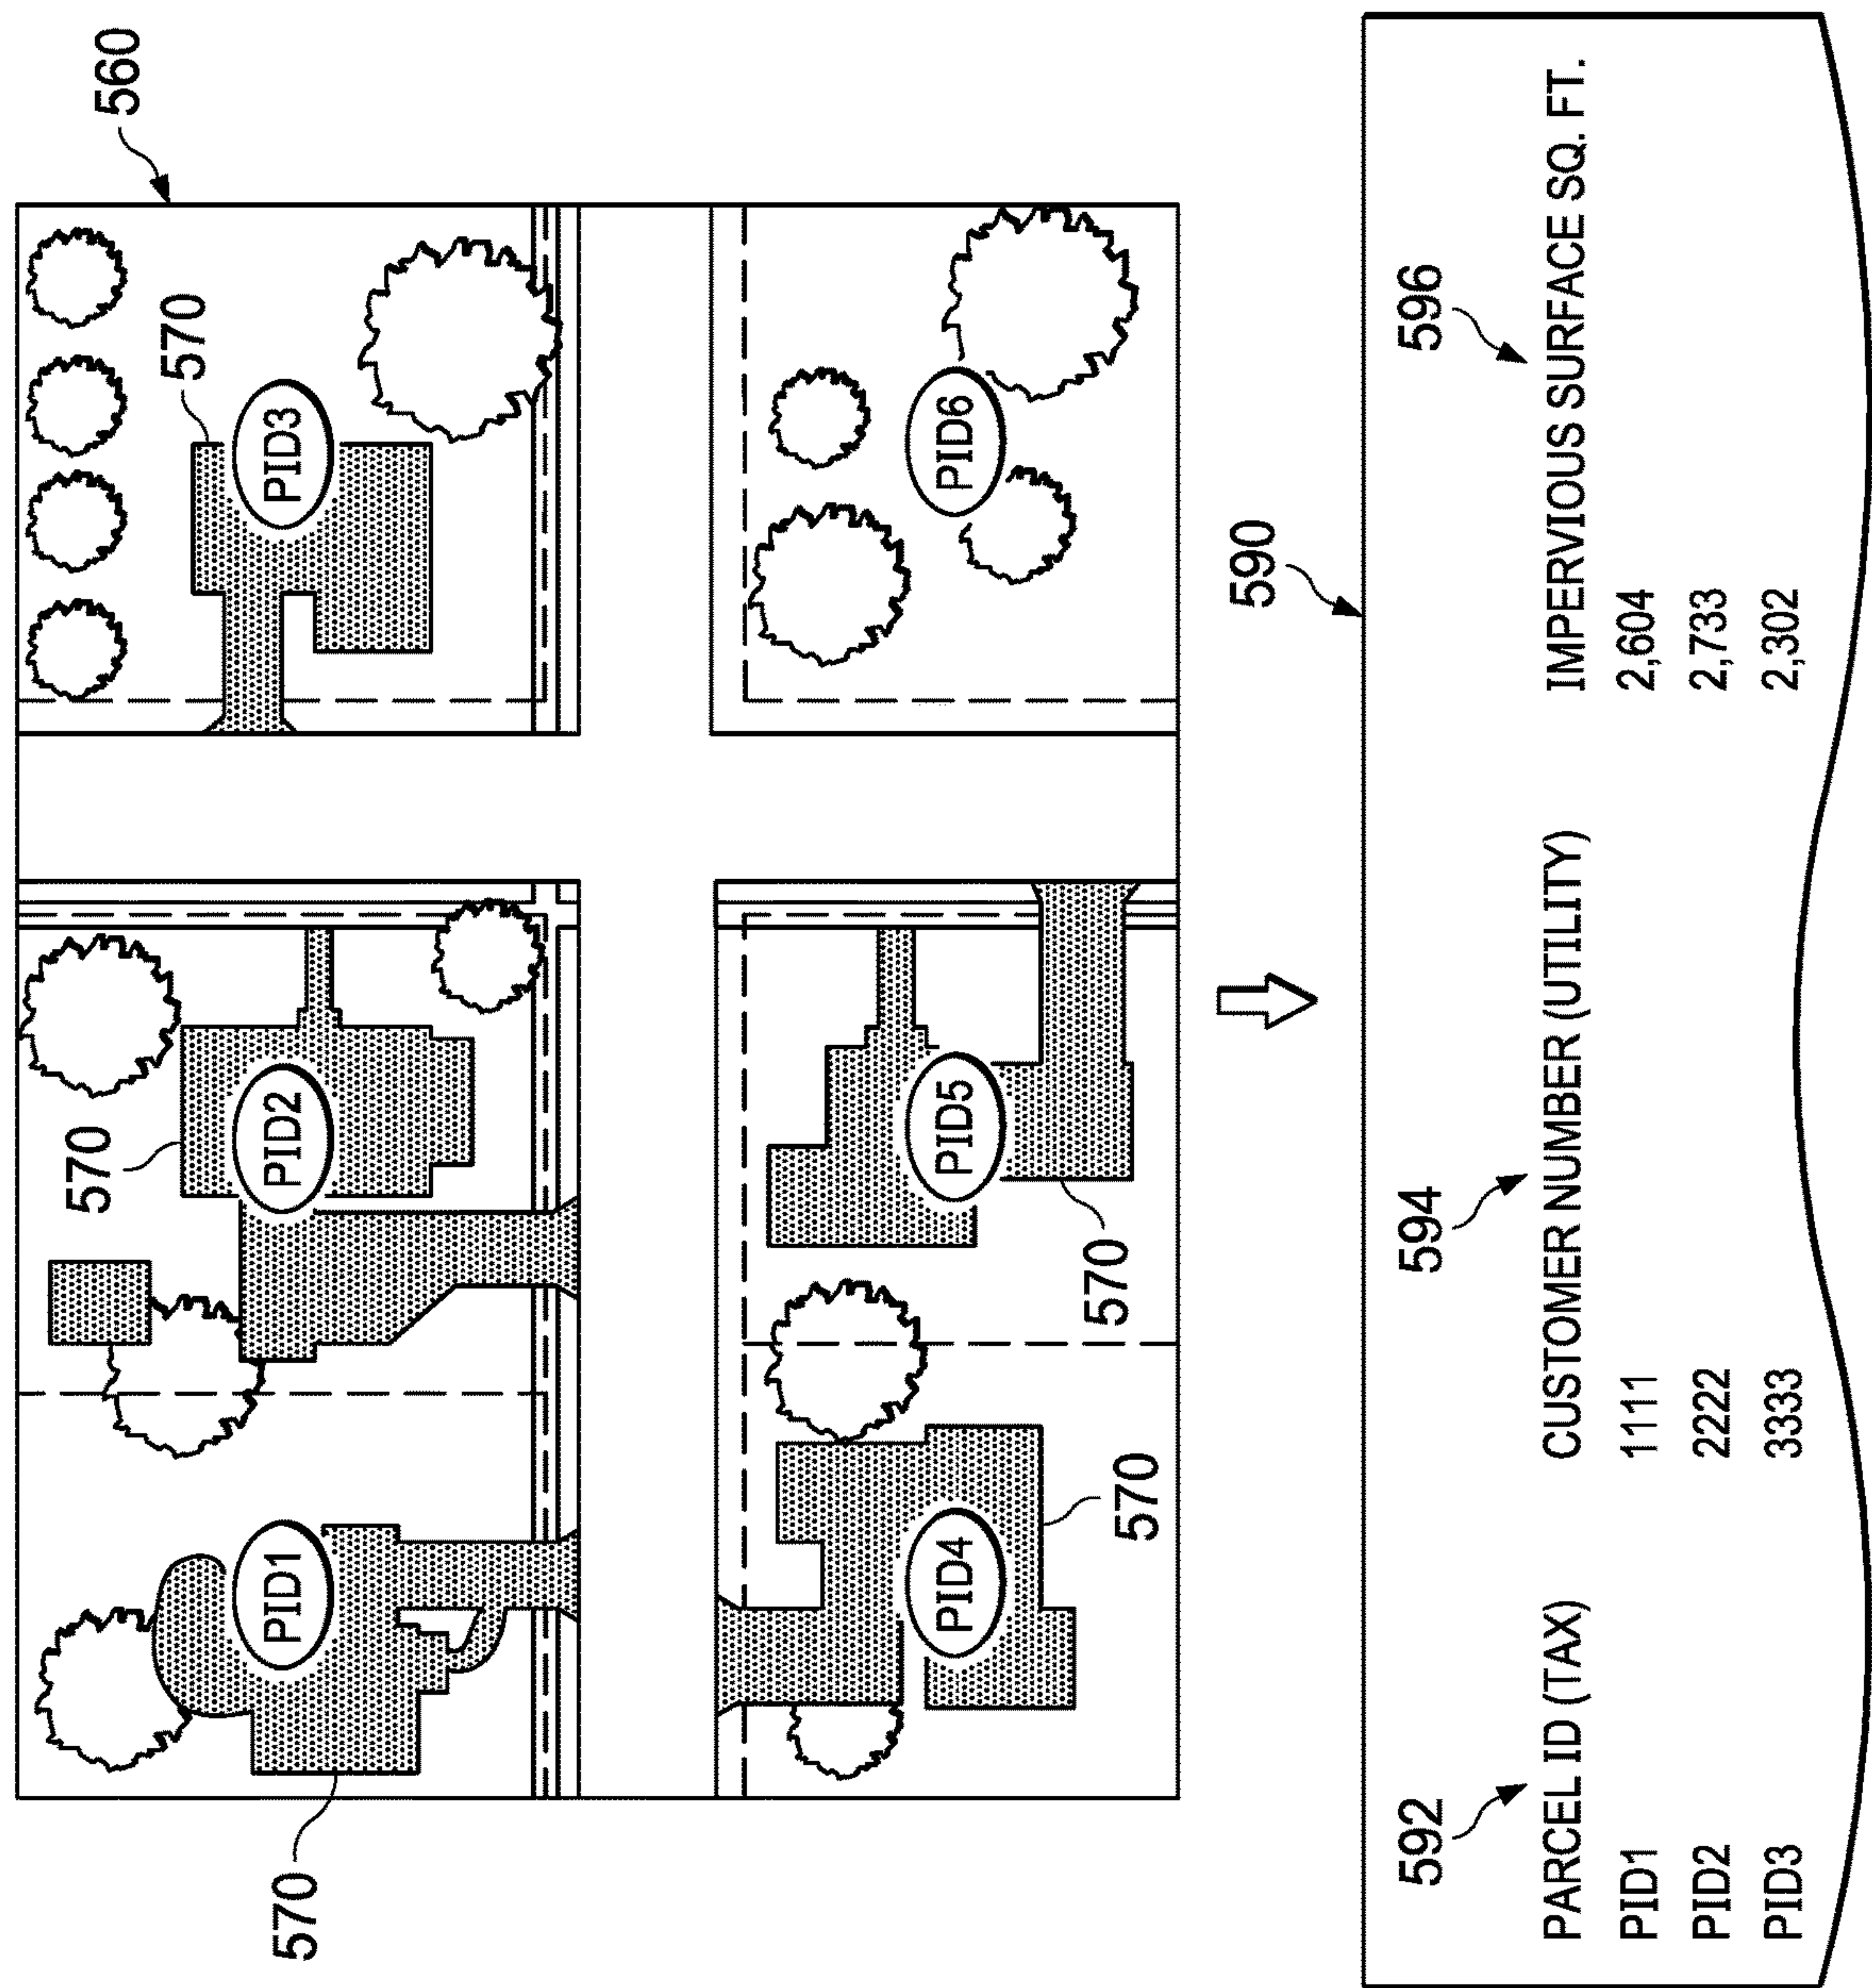 560
570
570
PID1
PID2
PID3
570
PID4
PID5
PID6
570
570
590
592
594
596
PARCEL ID (TAX) CUSTOMER NUMBER (UTILITY) IMPERVIOUS SURFACE SQ. FT.
PID1 1111 2,604
PID2 2222 2,733
PID3 3333 2,302